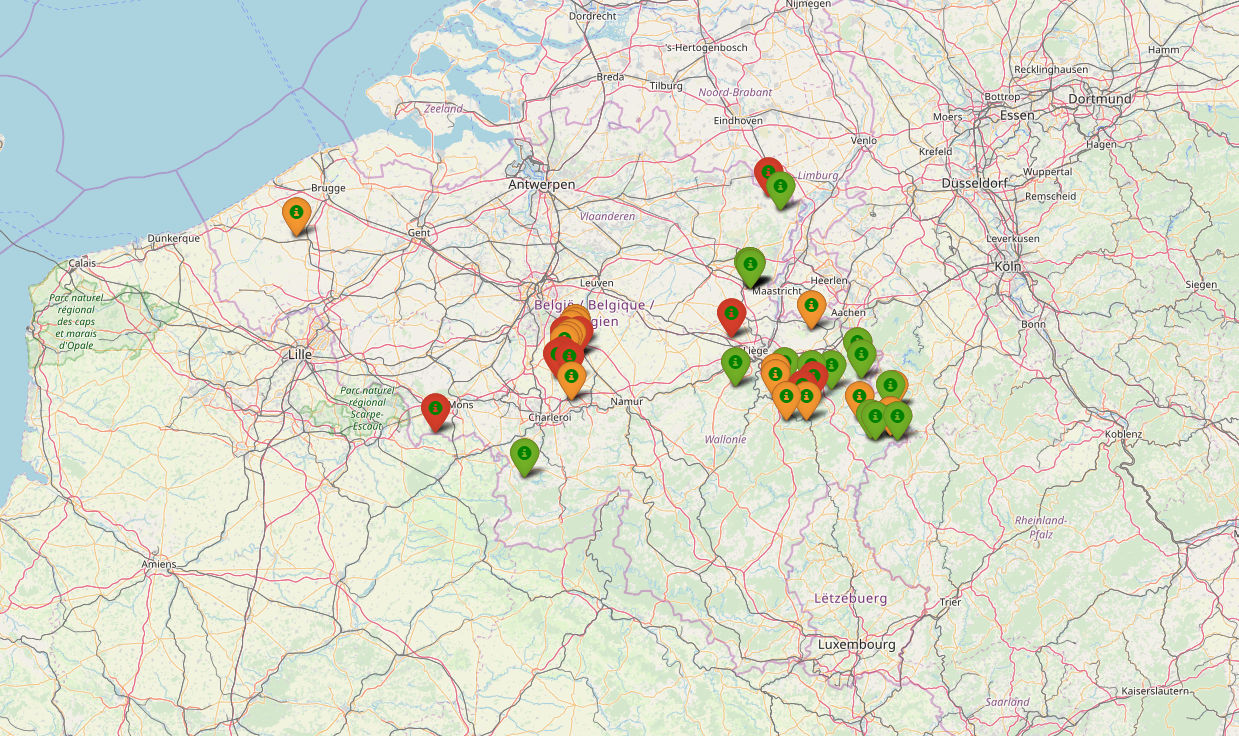 Nijmegen
Dordrecht
's-Hertogenbosch
Hamm
Recklinghausen
Breda
Tilburg
Noord-Brabant
Bottrop
Dortmund
Zeeland
Essen
Moers
Eindhoven
Hagen
Venlo
Krefeld
Wuppertal
Limburg
Antwerpen
Düsseldorf
Brugge
Remscheid
Vlaanderen
Gent
Dunkerque
Leverkusen
Calais
Köln
Leuven
Heerlen
Siegen
Maastricht
Parc naturel
régional
des caps
et marais
d'Opale
België / Belgique /
gien
Aachen
Bonn
Lille
Liège
Parc naturel
régional
Scarpe-
Escaut
Mons
Namur
Charleroi
Wallonie
Koblenz
Rheinland-
Pfalz
Amiens
Lëtzebuerg
Trier
Luxembourg
Kaiserslautern
Saarland